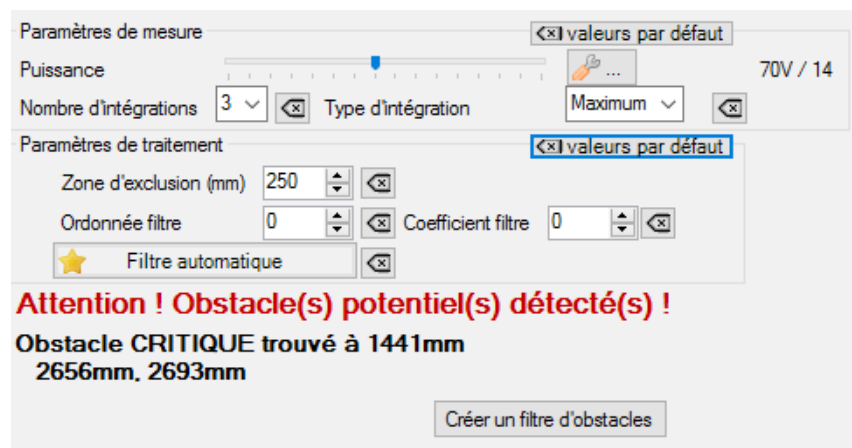 Paramètres de mesure valeurs par défaut
Puissance ... 70V / 14
Nombre d'intégrations 3 Type d'intégration Maximum
Paramètres de traitement valeurs par défaut
Zone d'exclusion (mm) 250
Ordonnée filtre 0 Coefficient filtre 0
Filtre automatique
Attention ! Obstacle(s) potentiel(s) détecté(s) !
Obstacle CRITIQUE trouvé à 1441mm
2656mm, 2693mm
Créer un filtre d'obstacles